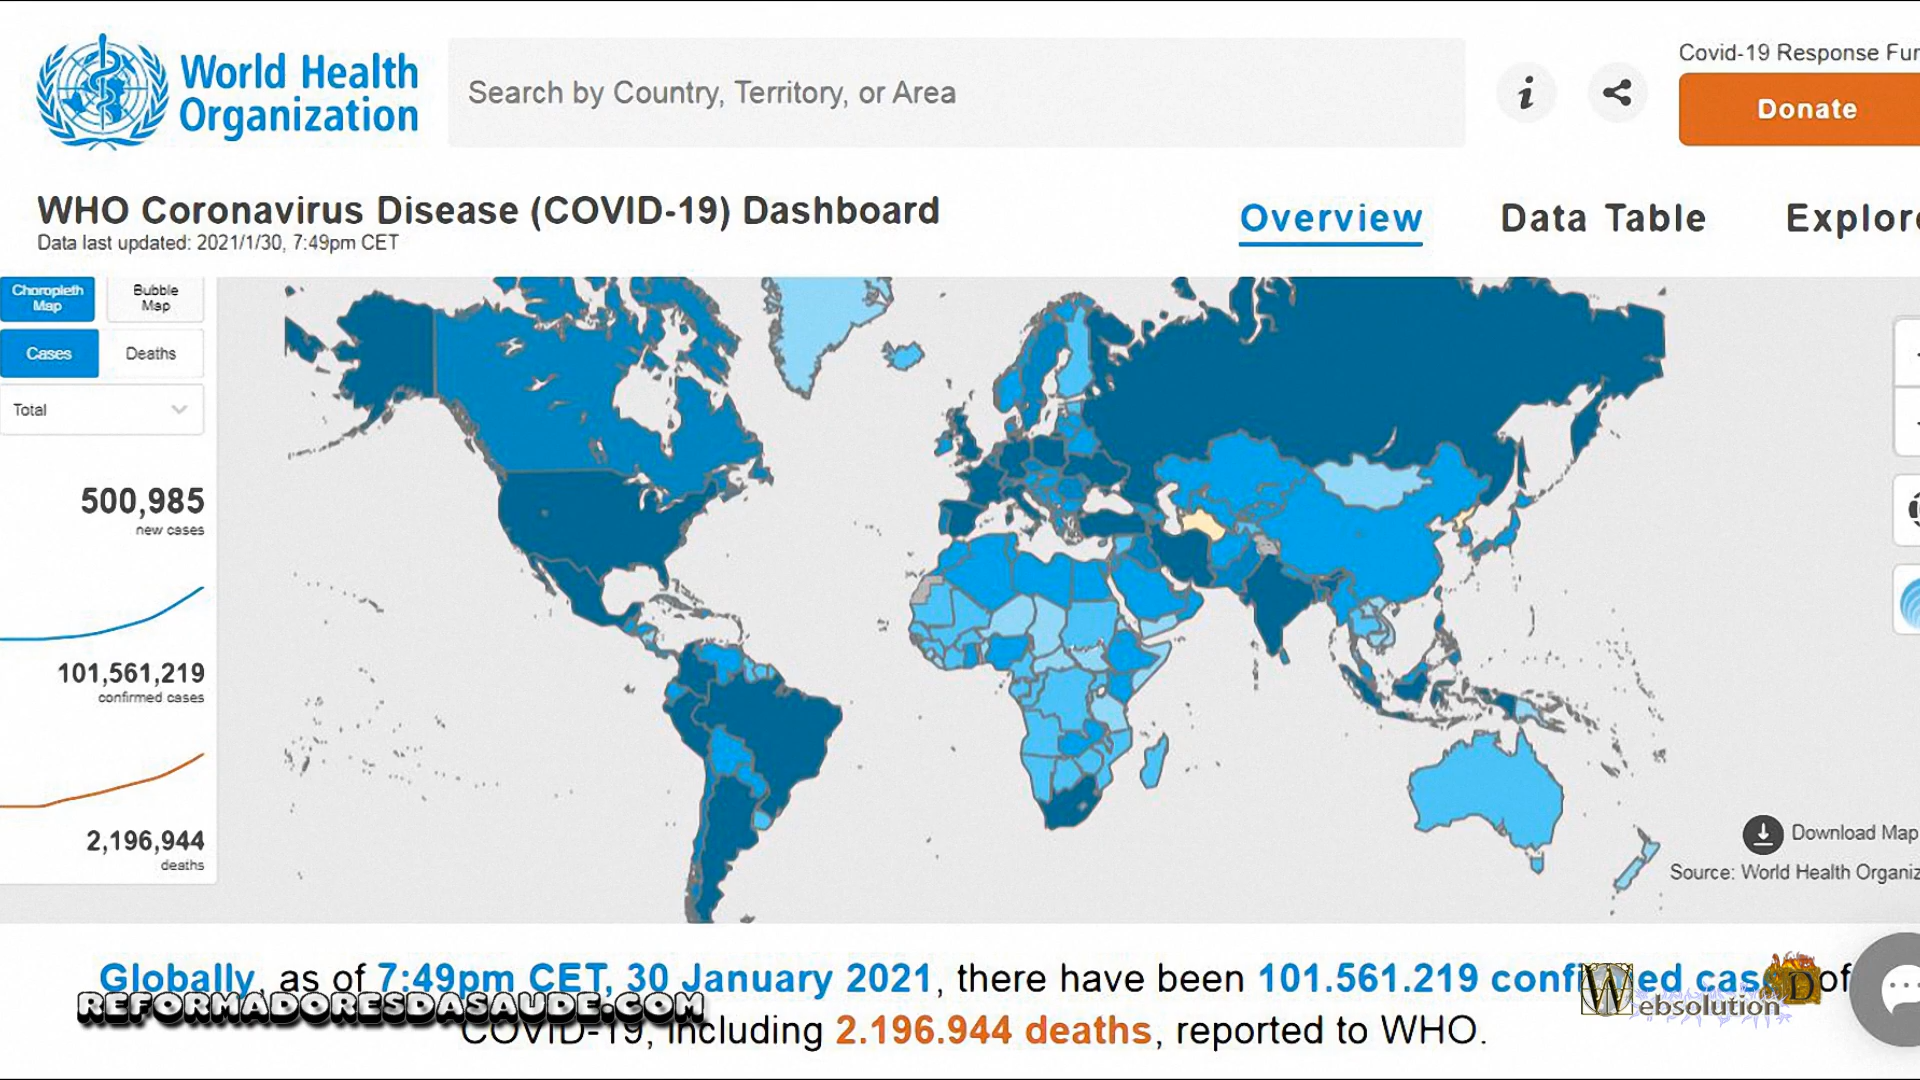 World Health
Organization
Search by Country, Territory, or Area
i
Covid-19 Response Fun
Donate
WHO Coronavirus Disease (COVID-19) Dashboard
Data last updated: 2021/1/30, 7:49pm CET
Overview
Data Table
Explore
Choropleth
Map
Bubble
Map
Cases
Deaths
Total
500,985
new cases
101,561,219
confirmed cases
2,196,944
deaths
Download Map
Source: World Health Organiz
Globally, as of 7:49pm CET, 30 January 2021, there have been 101.561.219 confi ed cas of
COVID-19, including 2.196.944 deaths, reported to WHO.
REFORMADORESDASAUDE.COM
Websolution
D